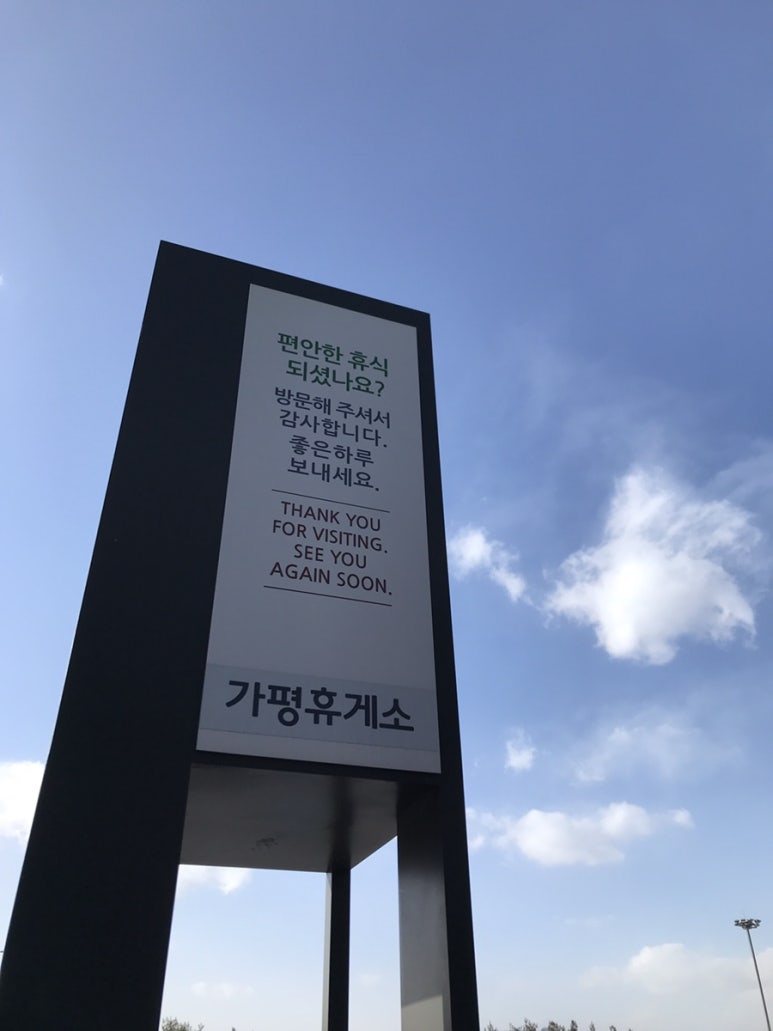 편안한 휴식
되셨나요?
방문해 주셔서
감사합니다.
좋은하루
보내세요.
THANK YOU
FOR VISITING.
SEE YOU
AGAIN SOON.
가평휴게소